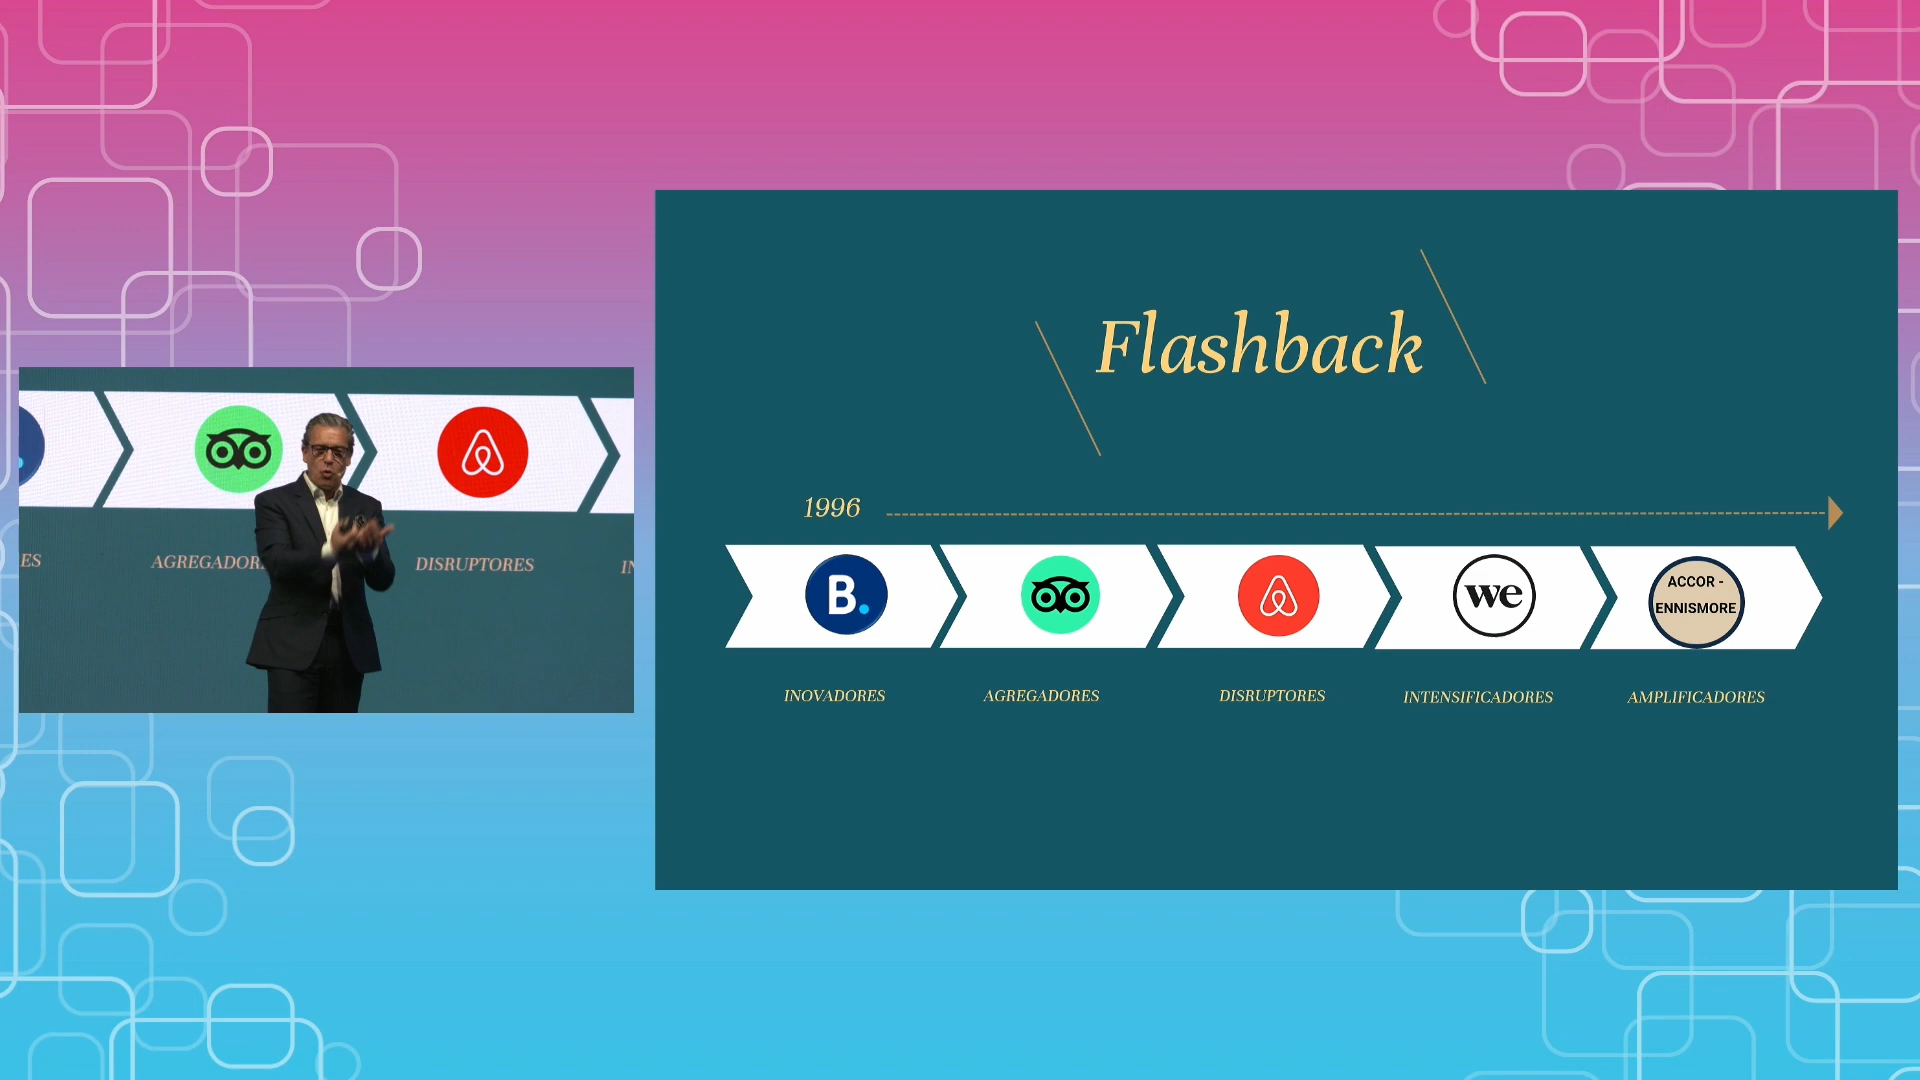 ES
AGREGADOR
DISRUPTORES
Flashback
1996
B.
we
ACCOR -
ENNISMORE
INOVADORES
AGREGADORES
DISRUPTORES
INTENSIFICADORES
AMPLIFICADORES